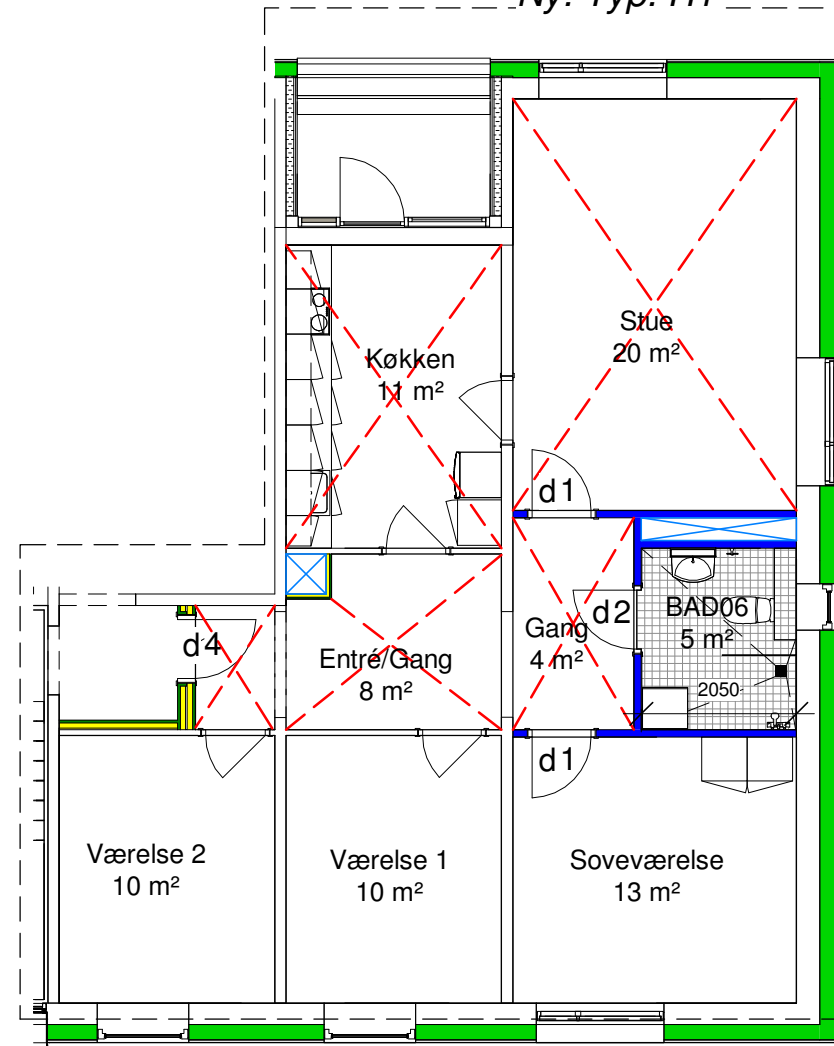 Stue
20 m²
Køkken
11 m²
d1
d2
BAD06
5 m²
Gang
4 m²
d4
Entré/Gang
8 m²
2050
d1
Værelse 2
10 m²
Værelse 1
10 m²
Soveværelse
13 m²